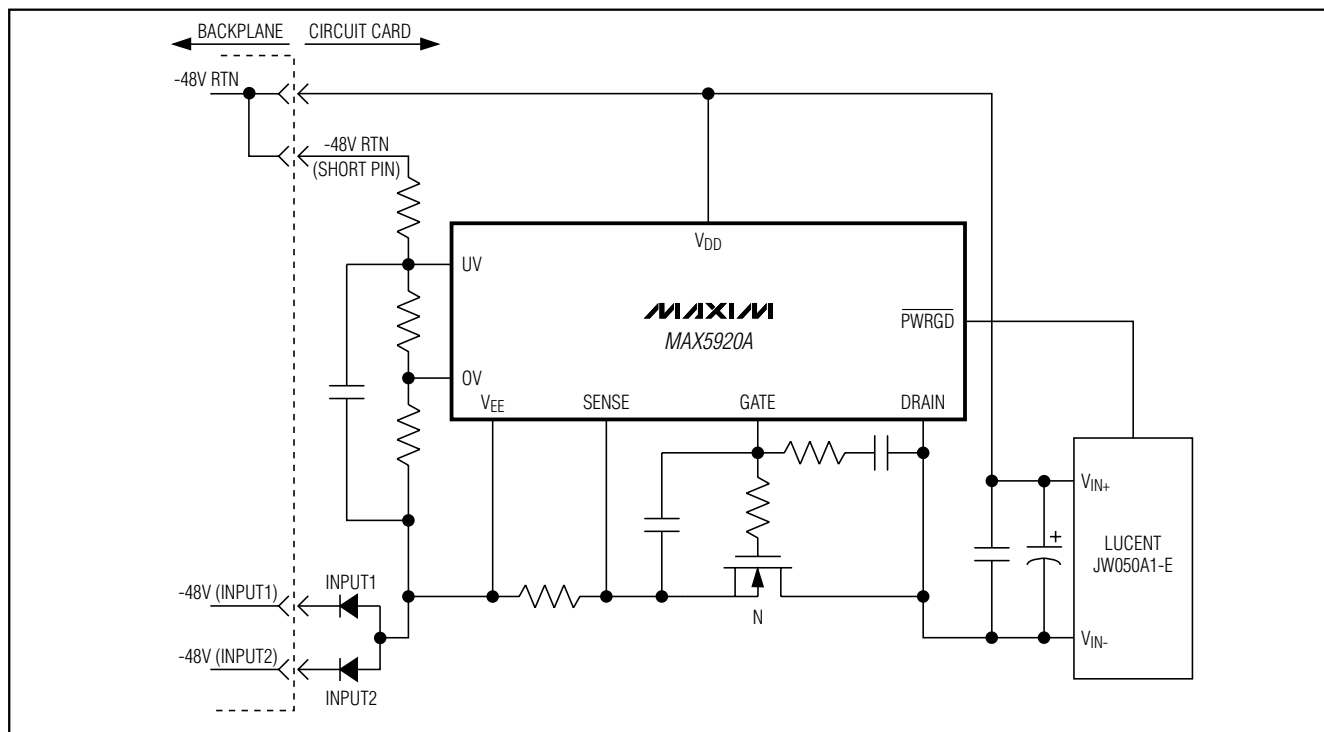 BACKPLANE CIRCUIT CARD
-48V RTN
-48V RTN
(SHORT PIN)
VDD
UV
MAXIM
MAX5920A
PWRGD
OV
VEE
SENSE
GATE
DRAIN
VIN+
+
LUCENT
JW050A1-E
INPUT1
-48V (INPUT1)
N
VIN-
-48V (INPUT2)
INPUT2